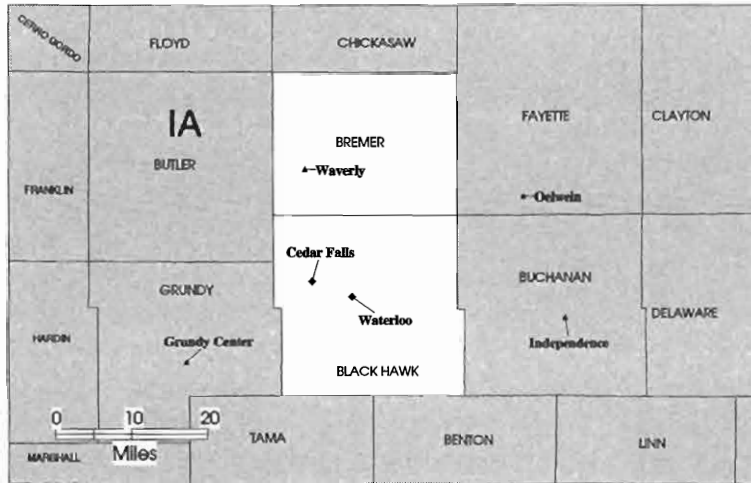 CERRO GORDO
FLOYD
CHICKASAW
IA
BREMER
FAYETTE
CLAYTON
BUTLER
Waverly
FRANKLIN
Oelwein
Cedar Falls
BUCHANAN
GRUNDY
DELAWARE
Waterloo
HARDIN
Grundy Center
Independence
BLACK HAWK
0 10 20
Miles
TAMA
BENTON
LINN
MARSHALL